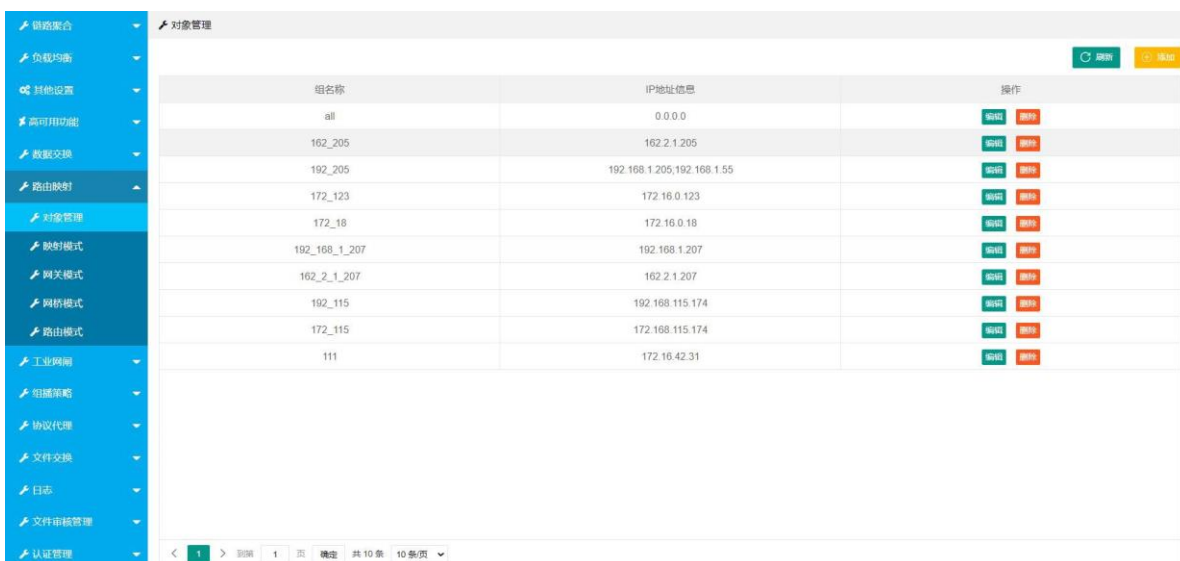 链路聚合
负载均衡
其他设置
高可用功能
数据交换
路由映射
对象管理
映射模式
网关模式
网桥模式
路由模式
工业网闸
组播策略
协议代理
文件交换
日志
文件审核管理
认证管理
对象管理
刷新 添加
组名称 IP地址信息 操作
all 0.0.0.0 编辑 删除
162_205 162.2.1.205 编辑 删除
192_205 192.168.1.205;192.168.1.55 编辑 删除
172_123 172.16.0.123 编辑 删除
172_18 172.16.0.18 编辑 删除
192_168_1_207 192.168.1.207 编辑 删除
162_2_1_207 162.2.1.207 编辑 删除
192_115 192.168.115.174 编辑 删除
172_115 172.168.115.174 编辑 删除
111 172.16.42.31 编辑 删除
1 到第 1 页 确定 共 10 条 10 条/页